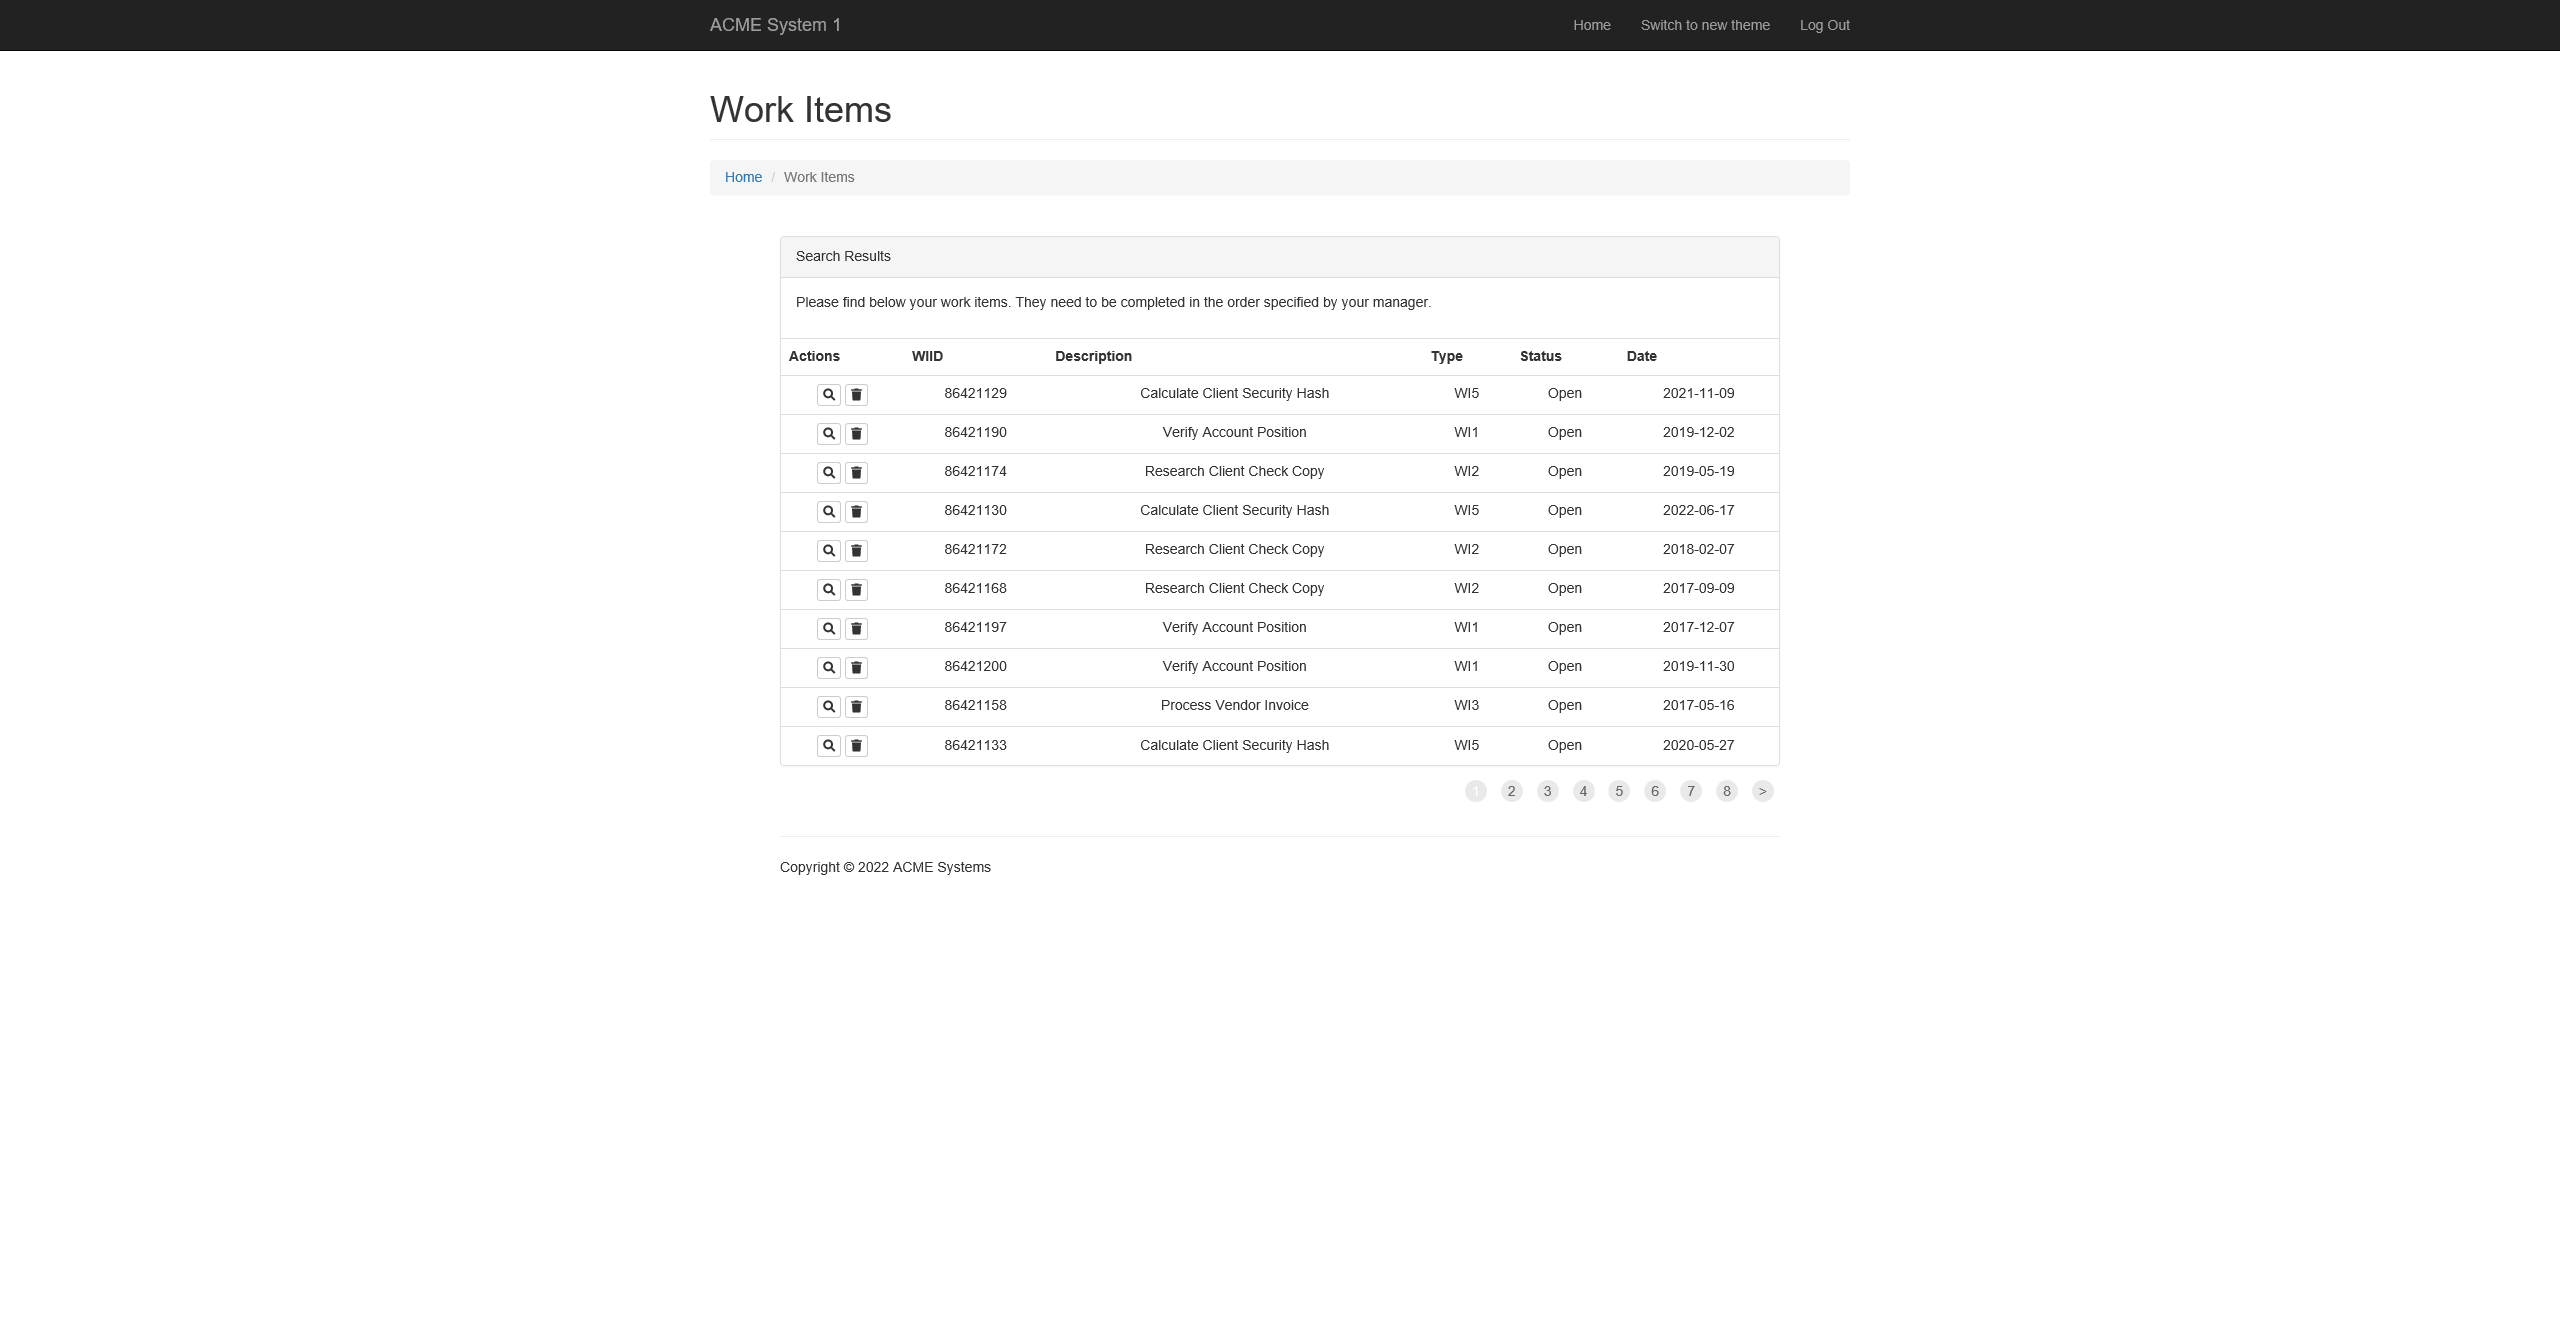 ACME System 1 Home Switch to new theme Log Out
Work Items
Home / Work Items
Search Results
Please find below your work items. They need to be completed in the order specified by your manager.
Actions WIID Description Type Status Date
86421129 Calculate Client Security Hash WI5 Open 2021-11-09
86421190 Verify Account Position WI1 Open 2019-12-02
86421174 Research Client Check Copy WI2 Open 2019-05-19
86421130 Calculate Client Security Hash WI5 Open 2022-06-17
86421172 Research Client Check Copy WI2 Open 2018-02-07
86421168 Research Client Check Copy WI2 Open 2017-09-09
86421197 Verify Account Position WI1 Open 2017-12-07
86421200 Verify Account Position WI1 Open 2019-11-30
86421158 Process Vendor Invoice WI3 Open 2017-05-16
86421133 Calculate Client Security Hash WI5 Open 2020-05-27
1 2 3 4 5 6 7 8 >
Copyright © 2022 ACME Systems